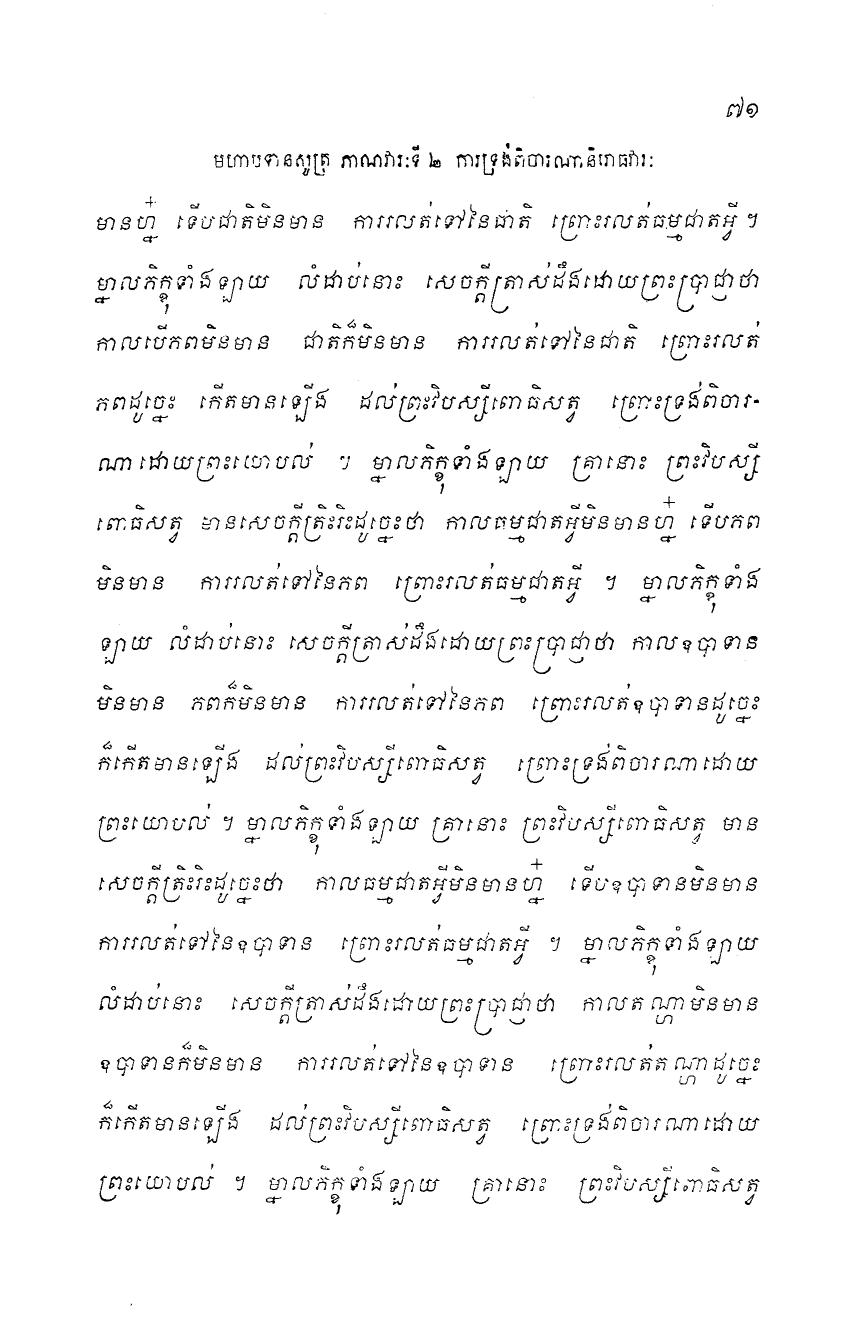 ៧១
មហាបទានសូត្រ ភាណវារៈទី ២ ការទ្រង់ពិចារណានិរោធវារៈ
មានហ្ន៎ ទើបជាតិមិនមាន ការរលត់ទៅនៃជាតិ ព្រោះរលត់ធម្មជាតអ្វី ។
ម្នាលភិក្ខុទាំងឡាយ លំដាប់នោះ សេចក្តីត្រាស់ដឹងដោយព្រះប្រាជ្ញាថា
កាលបើភពមិនមាន ជាតិក៏មិនមាន ការរលត់ទៅនៃជាតិ ព្រោះរលត់
ភពដូច្នេះ កើតមានឡើង ដល់ព្រះវិបស្សីពោធិសត្វ ព្រោះទ្រង់ពិចារ-
ណាដោយព្រះយោបល់ ។ ម្នាលភិក្ខុទាំងឡាយ គ្រានោះ ព្រះវិបស្សី
ពោធិសត្វ មានសេចក្តីត្រិះរិះដូច្នេះថា កាលធម្មជាតអ្វីមិនមានហ្ន៎ ទើបភព
មិនមាន ការរលត់ទៅនៃភព ព្រោះរលត់ធម្មជាតអ្វី ។ ម្នាលភិក្ខុទាំង
ឡាយ លំដាប់នោះ សេចក្តីត្រាស់ដឹងដោយព្រះប្រាជ្ញាថា កាលឧបាទាន
មិនមាន ភពក៏មិនមាន ការរលត់ទៅនៃភព ព្រោះរលត់ឧបាទានដូច្នេះ
ក៏កើតមានឡើង ដល់ព្រះវិបស្សីពោធិសត្វ ព្រោះទ្រង់ពិចារណាដោយ
ព្រះយោបល់ ។ ម្នាលភិក្ខុទាំងឡាយ គ្រានោះ ព្រះវិបស្សីពោធិសត្វ មាន
សេចក្តីត្រិះរិះដូច្នេះថា កាលធម្មជាតអ្វីមិនមានហ្ន៎ ទើបឧបាទានមិនមាន
ការរលត់ទៅនៃឧបាទាន ព្រោះរលត់ធម្មជាតអ្វី ។ ម្នាលភិក្ខុទាំងឡាយ
លំដាប់នោះ សេចក្តីត្រាស់ដឹងដោយព្រះប្រាជ្ញាថា កាលតណ្ហាមិនមាន
ឧបាទានក៏មិនមាន ការរលត់ទៅនៃឧបាទាន ព្រោះរលត់តណ្ហាដូច្នេះ
ក៏កើតមានឡើង ដល់ព្រះវិបស្សីពោធិសត្វ ព្រោះទ្រង់ពិចារណាដោយ
ព្រះយោបល់ ។ ម្នាលភិក្ខុទាំងឡាយ គ្រានោះ ព្រះវិបស្សីពោធិសត្វ